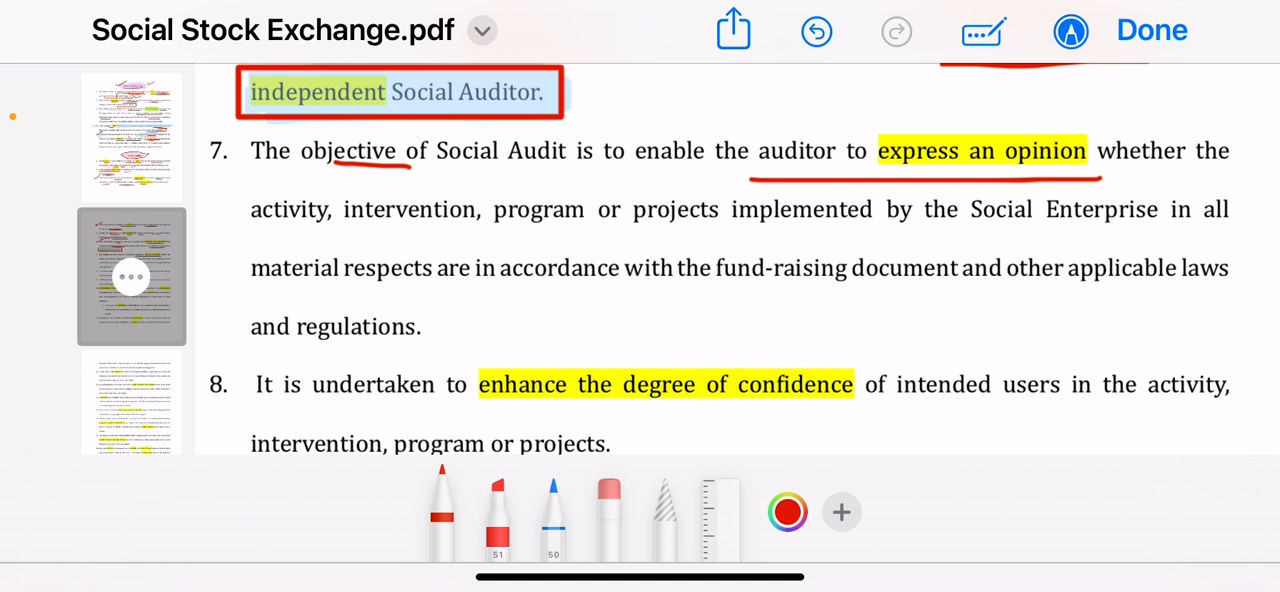 Social Stock Exchange.pdf
Done
independent Social Auditor.
7. The objective of Social Audit is to enable the auditor to express an opinion whether the
activity, intervention, program or projects implemented by the Social Enterprise in all
material respects are in accordance with the fund-raising document and other applicable laws
and regulations.
8. It is undertaken to enhance the degree of confidence of intended users in the activity,
intervention, program or projects.
51
50